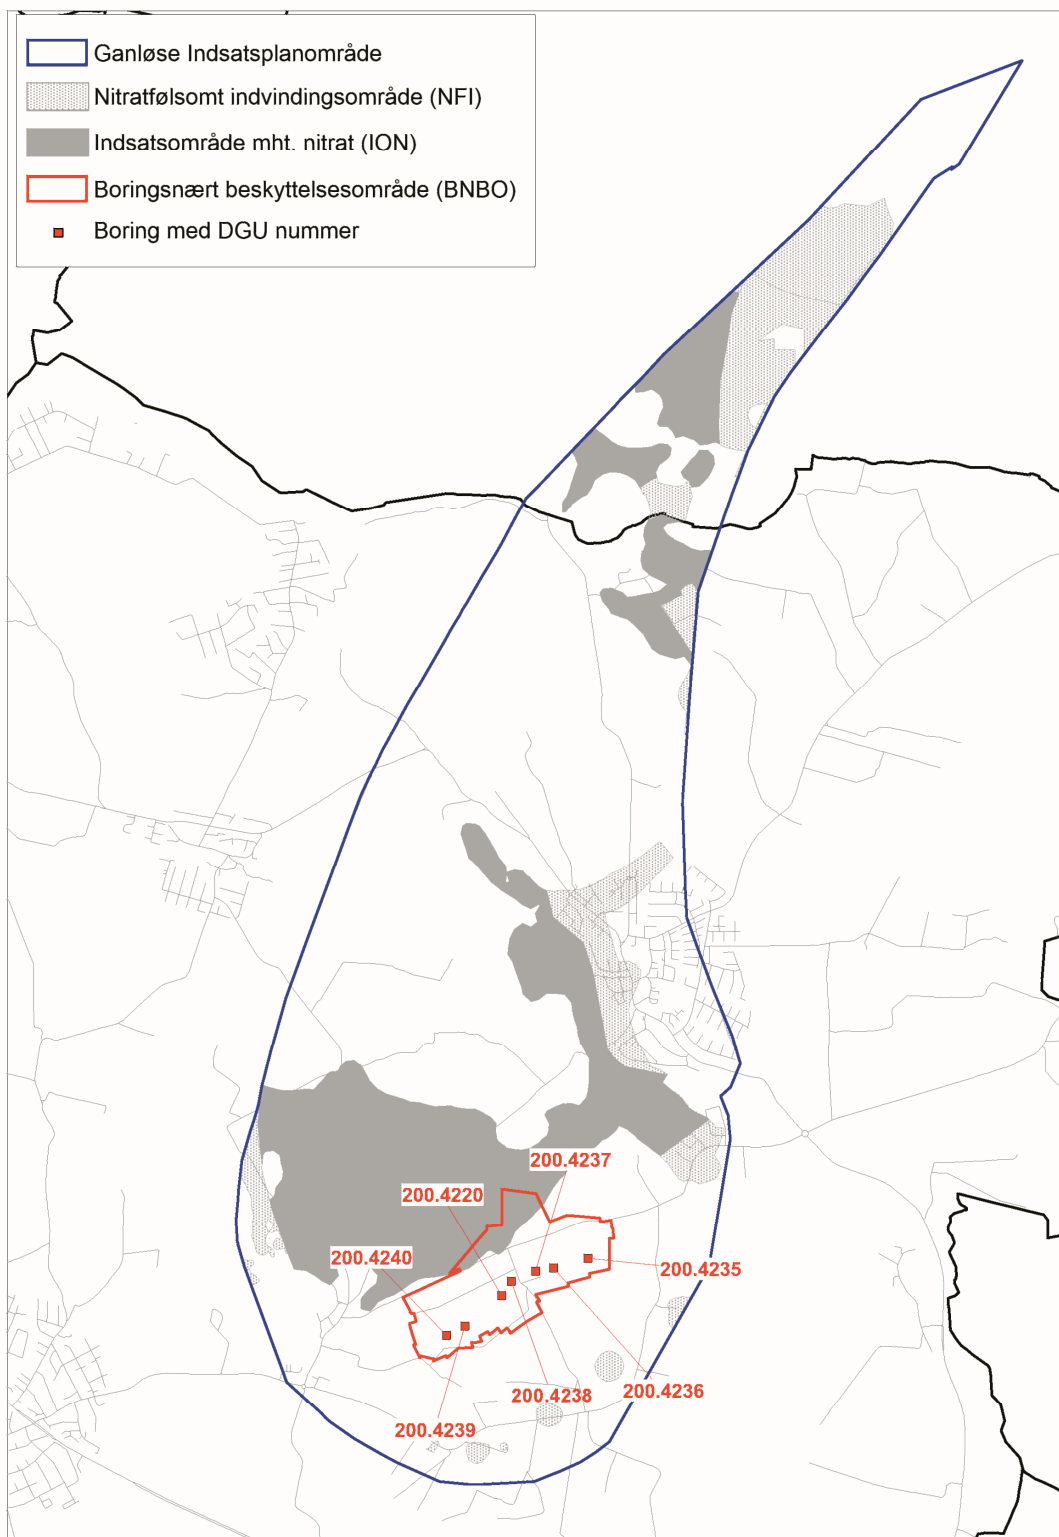 Ganløse Indsatsplanområde
Nitratfølsomt indvindingsområde (NFI)
Indsatsområde mht. nitrat (ION)
Boringsnært beskyttelsesområde (BNBO)
Boring med DGU nummer
200.4237
200.4220
200.4240
200.4235
200.4236
200.4238
200.4239